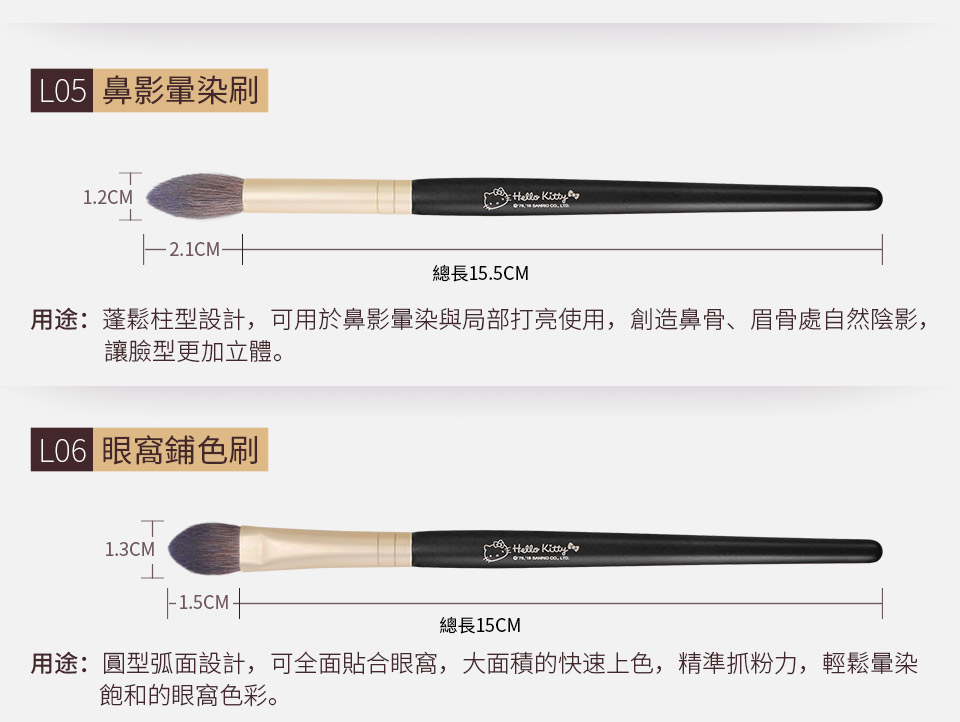 L05 鼻影暈染刷
1.2CM
Hello Kitty
2.1CM
總長15.5CM
用途：蓬鬆柱型設計，可用於鼻影暈染與局部打亮使用，創造鼻骨、眉骨處自然陰影，
讓臉型更加立體。
L06 眼窩鋪色刷
1.3CM
Hello Kitty
1.5CM
總長15CM
用途：圓型弧面設計，可全面貼合眼窩，大面積的快速上色，精準抓粉力，輕鬆暈染
飽和的眼窩色彩。